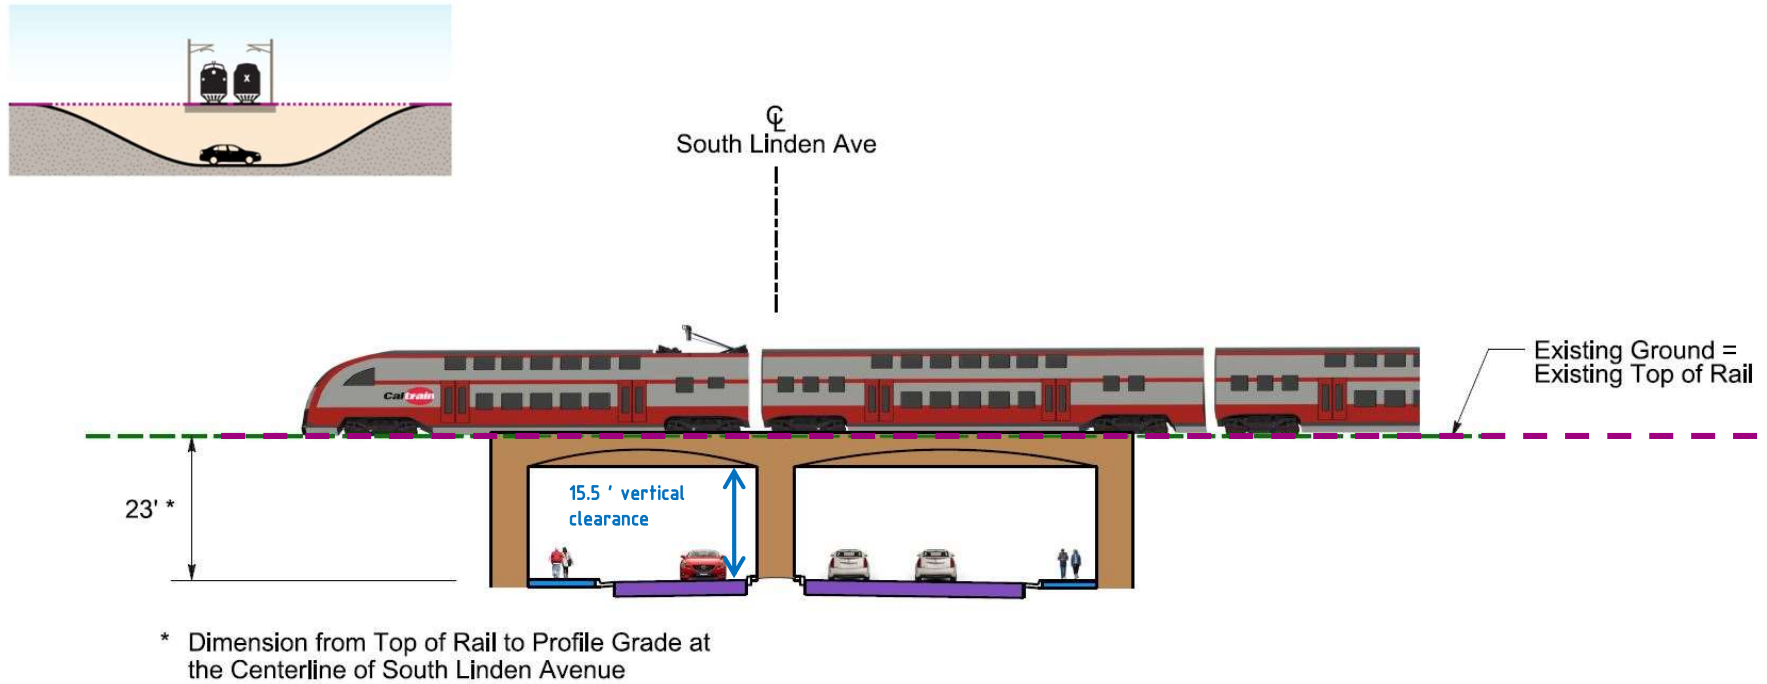 X
℄
South Linden Ave
Existing Ground =
Existing Top of Rail
Caltrain
23' *
15.5 ' vertical
clearance
* Dimension from Top of Rail to Profile Grade at
the Centerline of South Linden Avenue